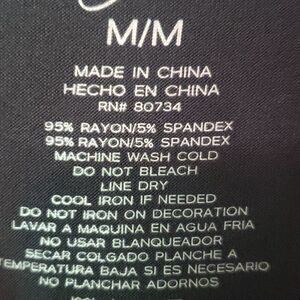 M/M
MADE IN CHINA
HECHO EN CHINA
RN# 80734
95% RAYON/5% SPANDEX
95% RAYON/5% SPANDEX
MACHINE WASH COLD
DO NOT BLEACH
LINE DRY
COOL IRON IF NEEDED
DO NOT IRON ON DECORATION
LAVAR A MAQUINA EN AGUA FRIA
NO USAR BLANQUEADOR
SECAR COLGADO PLANCHE A
TEMPERATURA BAJA SI ES NECESARIO
NO PLANCHAR ADORNOS